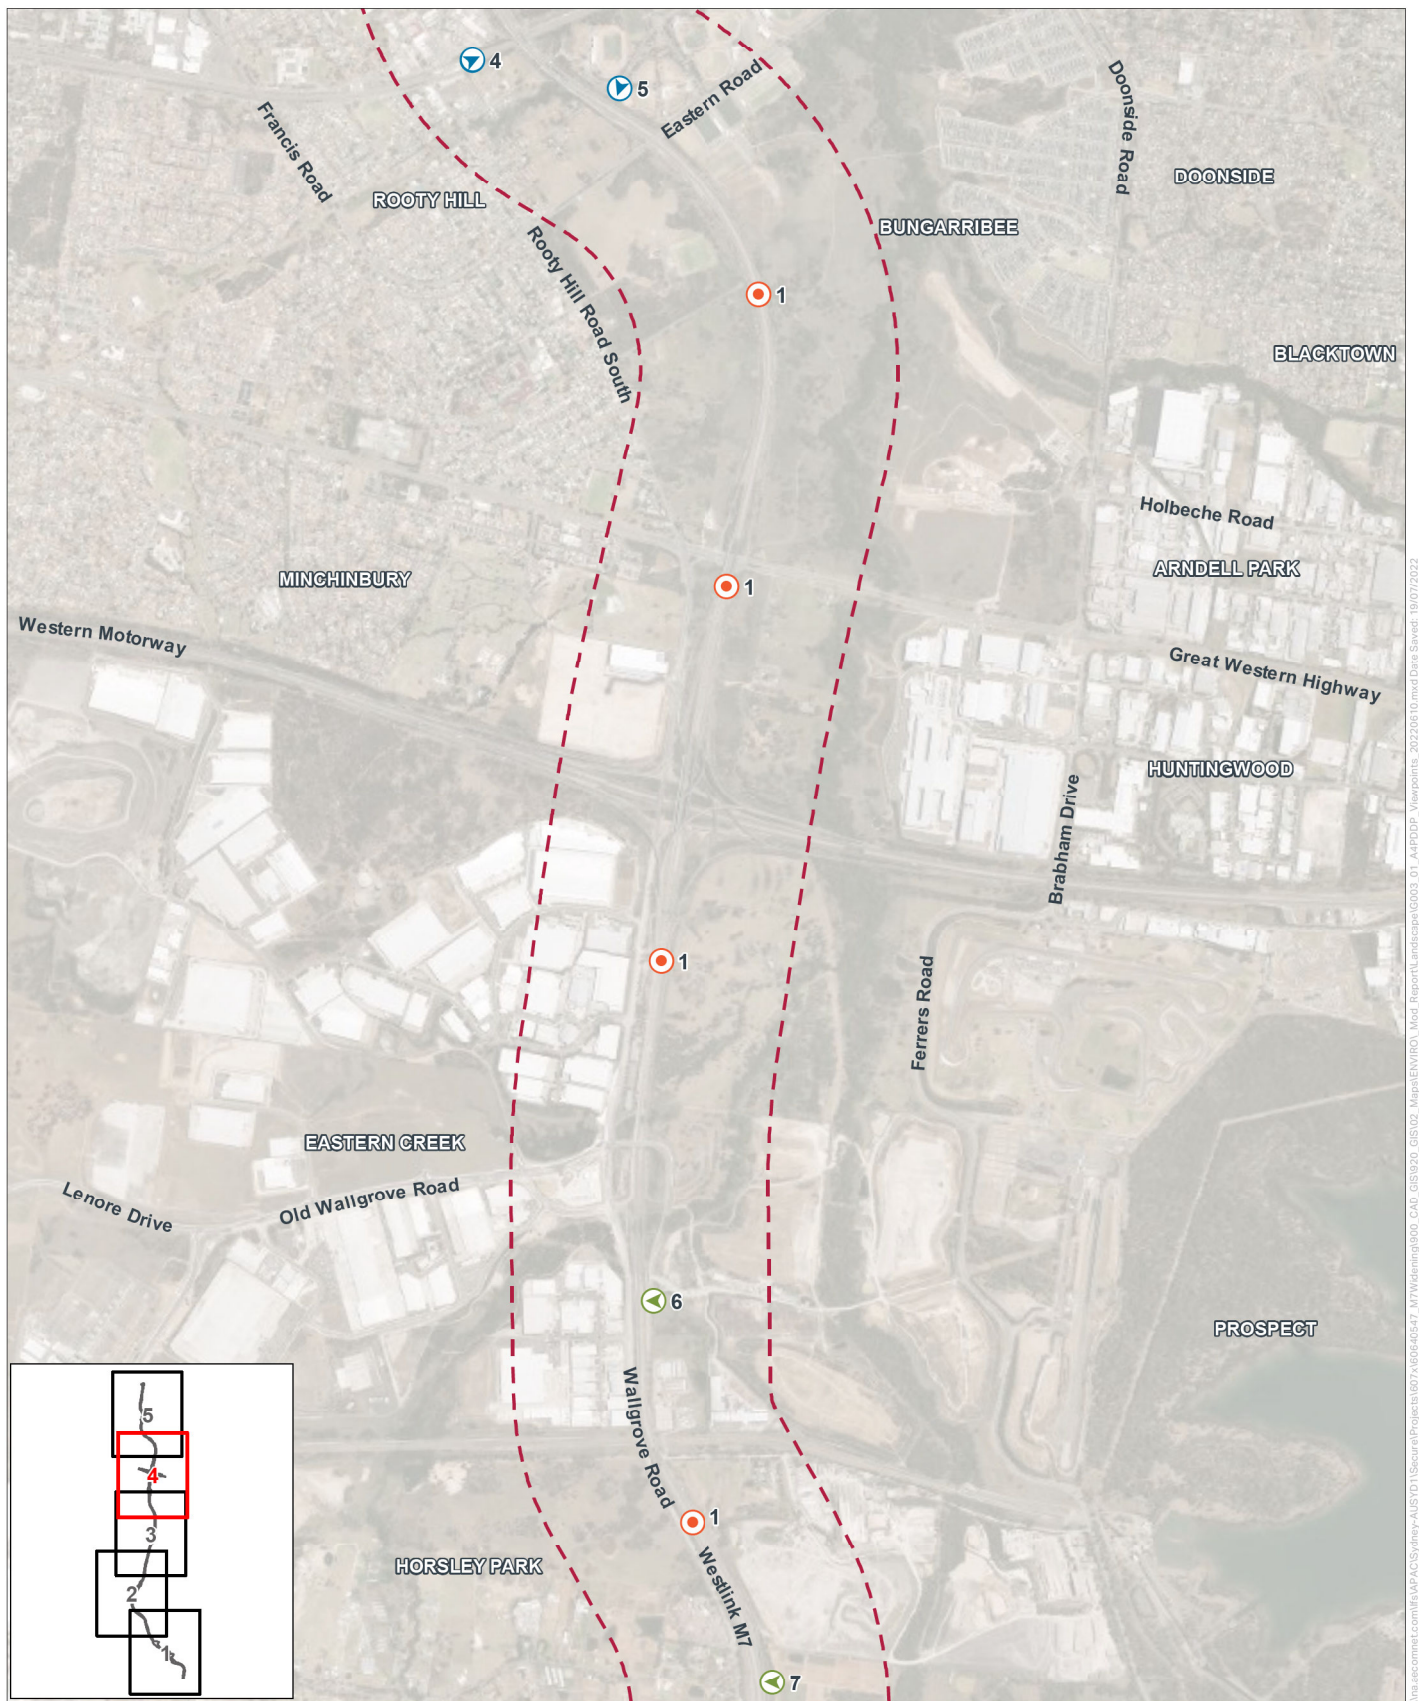 4
5
Eastern Road
Doonside Road
Francis Road
DOONSIDE
ROOTY HILL
BUNGARRIBEE
Rooty Hill Road South
1
BLACKTOWN
Holbeche Road
ARNDELL PARK
MINCHINBURY
1
Western Motorway
Great Western Highway
HUNTINGWOOD
Brabham Drive
1
Ferrers Road
EASTERN CREEK
Old Wallgrove Road
Lenore Drive
6
PROSPECT
Wallgrove Road
5
4
3
2
1
1
HORSLEY PARK
Westlink M7
7